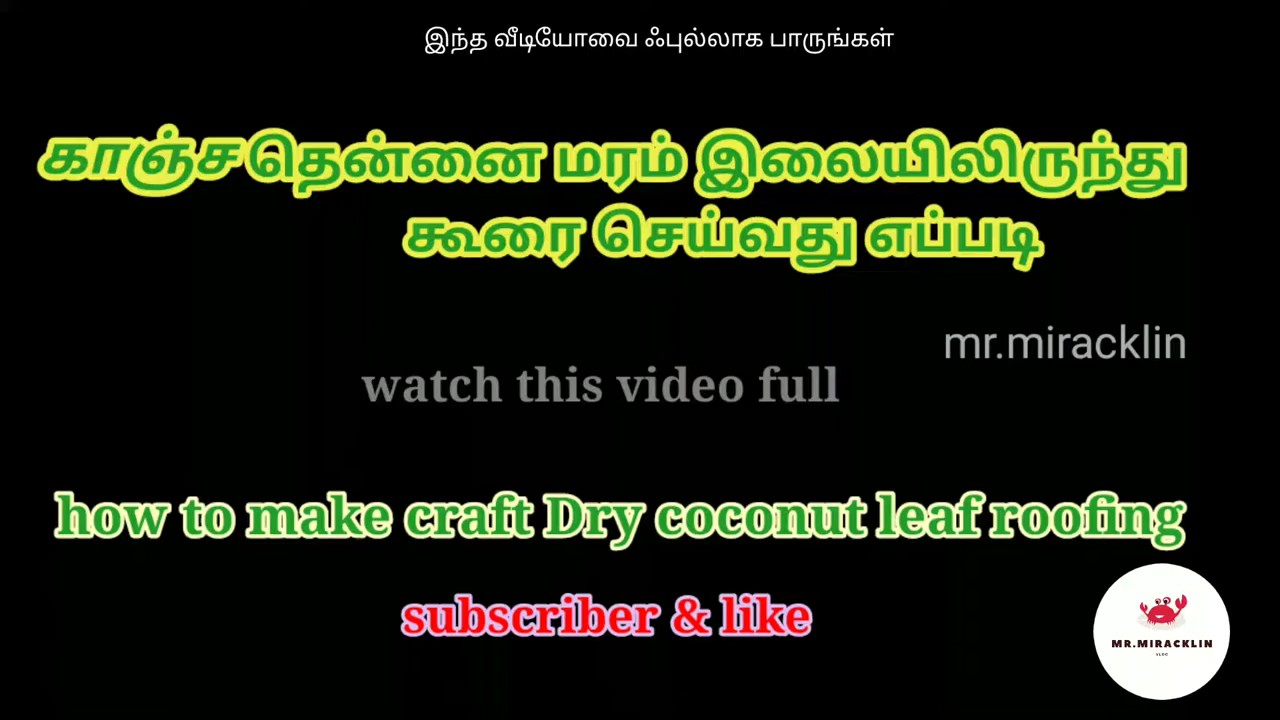 இந்த வீடியோவை ஃபுல்லாக பாருங்கள்
காஞ்ச தென்னை மரம் இலையிலிருந்து
கூரை செய்வது எப்படி
mr.miracklin
watch this video full
how to make craft Dry coconut leaf roofing
subscriber & like
MR.MIRACKLIN
VLOG